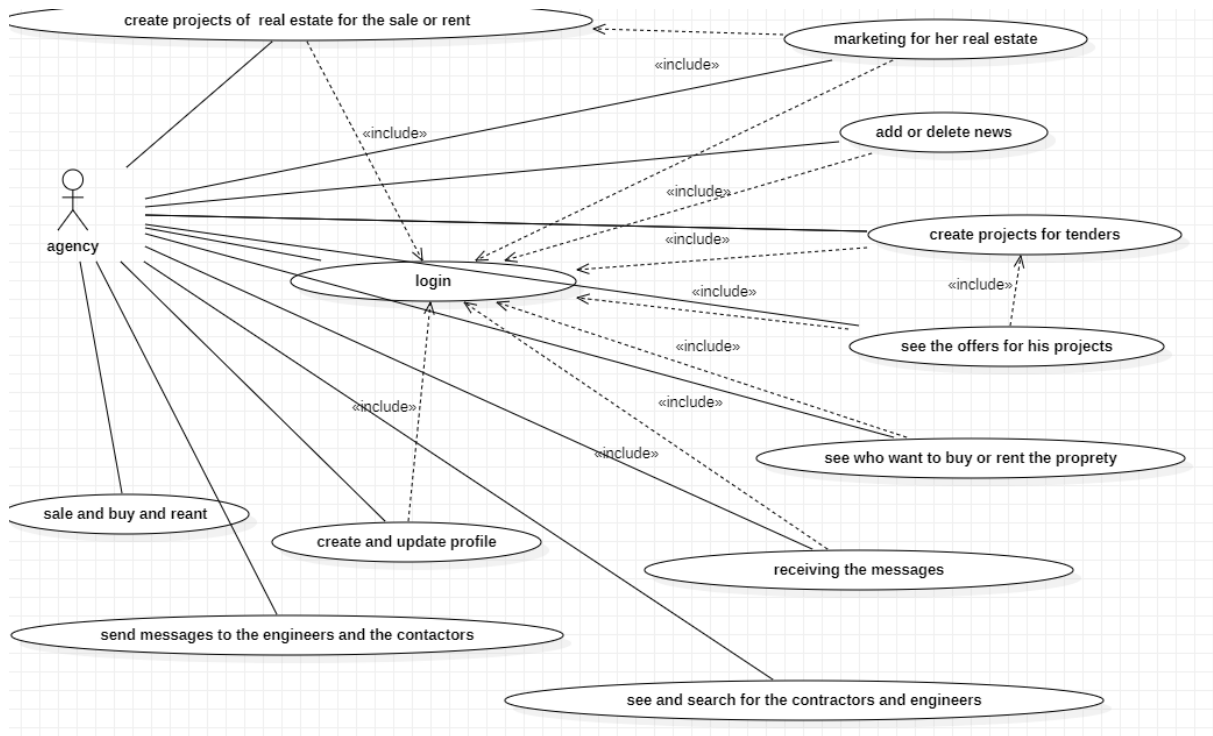 create projects of real estate for the sale or rent
marketing for her real estate
«include»
«include»
add or delete news
«include»
agency
create projects for tenders
«include»
login
«include»
«include»
see the offers for his projects
«include»
«include»
«include»
«include»
see who want to buy or rent the proprety
sale and buy and reant
create and update profile
receiving the messages
send messages to the engineers and the contactors
see and search for the contractors and engineers